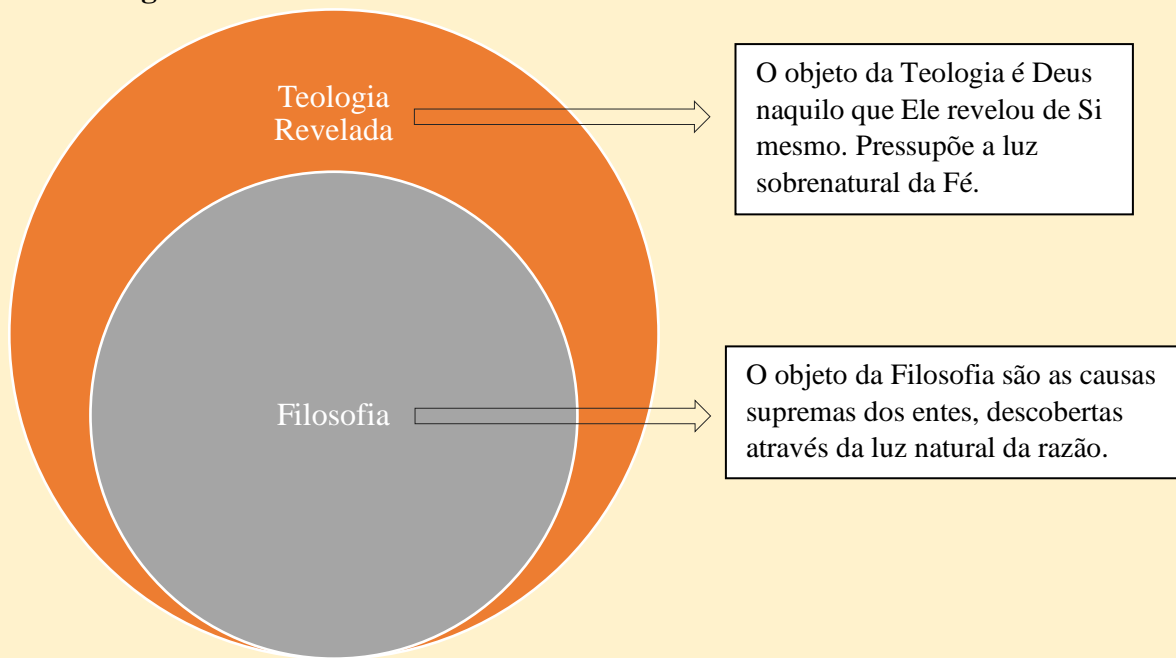 Teologia
Revelada
O objeto da Teologia é Deus
naquilo que Ele revelou de Si
mesmo. Pressupõe a luz
sobrenatural da Fé.
Filosofia
O objeto da Filosofia são as causas
supremas dos entes, descobertas
através da luz natural da razão.